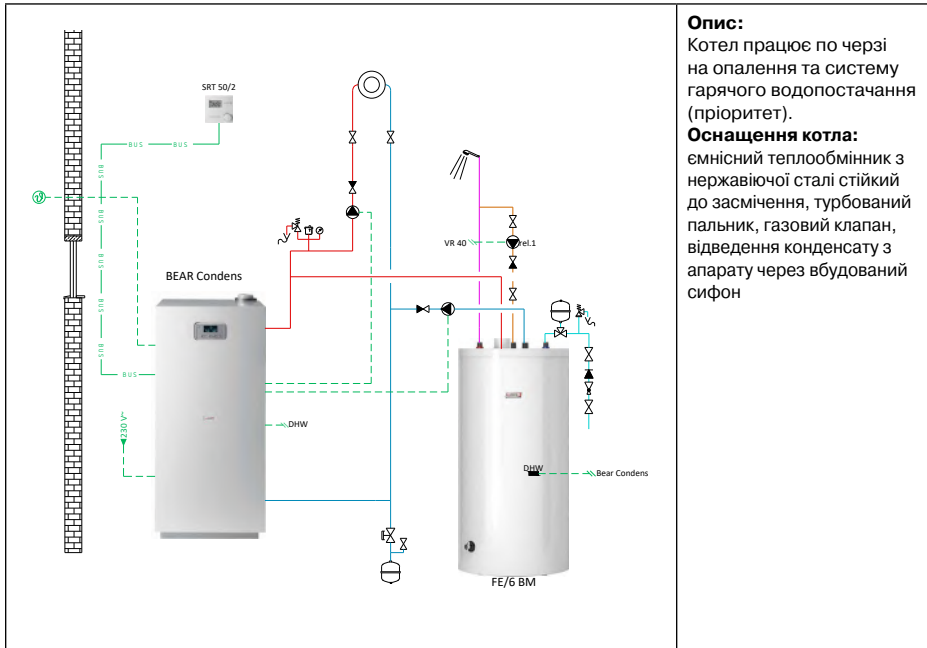 SRT 50/2
BUS
BUS
BUS
BUS
BUS
BUS
BUS
BEAR Condens
230 V~
DHW
VR 40
rel.1
DHW
Bear Condens
FE/6 BM
Опис:
Котел працює по черзі
на опалення та систему
гарячого водопостачання
(пріоритет).
Оснащення котла:
ємнісний теплообмінник з
нержавіючої сталі стійкий
до засмічення, турбований
пальник, газовий клапан,
відведення конденсату з
апарату через вбудований
сифон